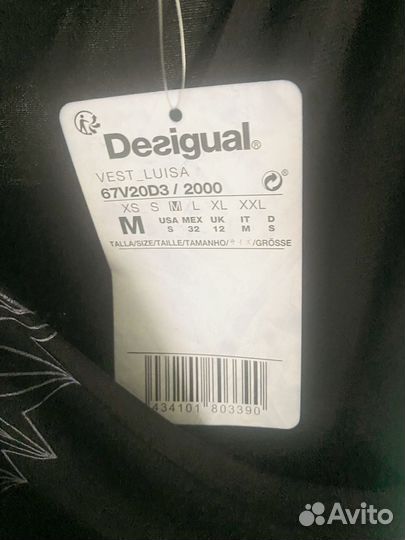 Desigual®
VEST_LUISA
67V20D3 / 2000
XS S M L XL XXL
M USA MEX UK IT D
S 32 12 M S
TALLA/SIZE/TAILLE/TAMANHO/ /GRÖSSE
434101 803390
Avito